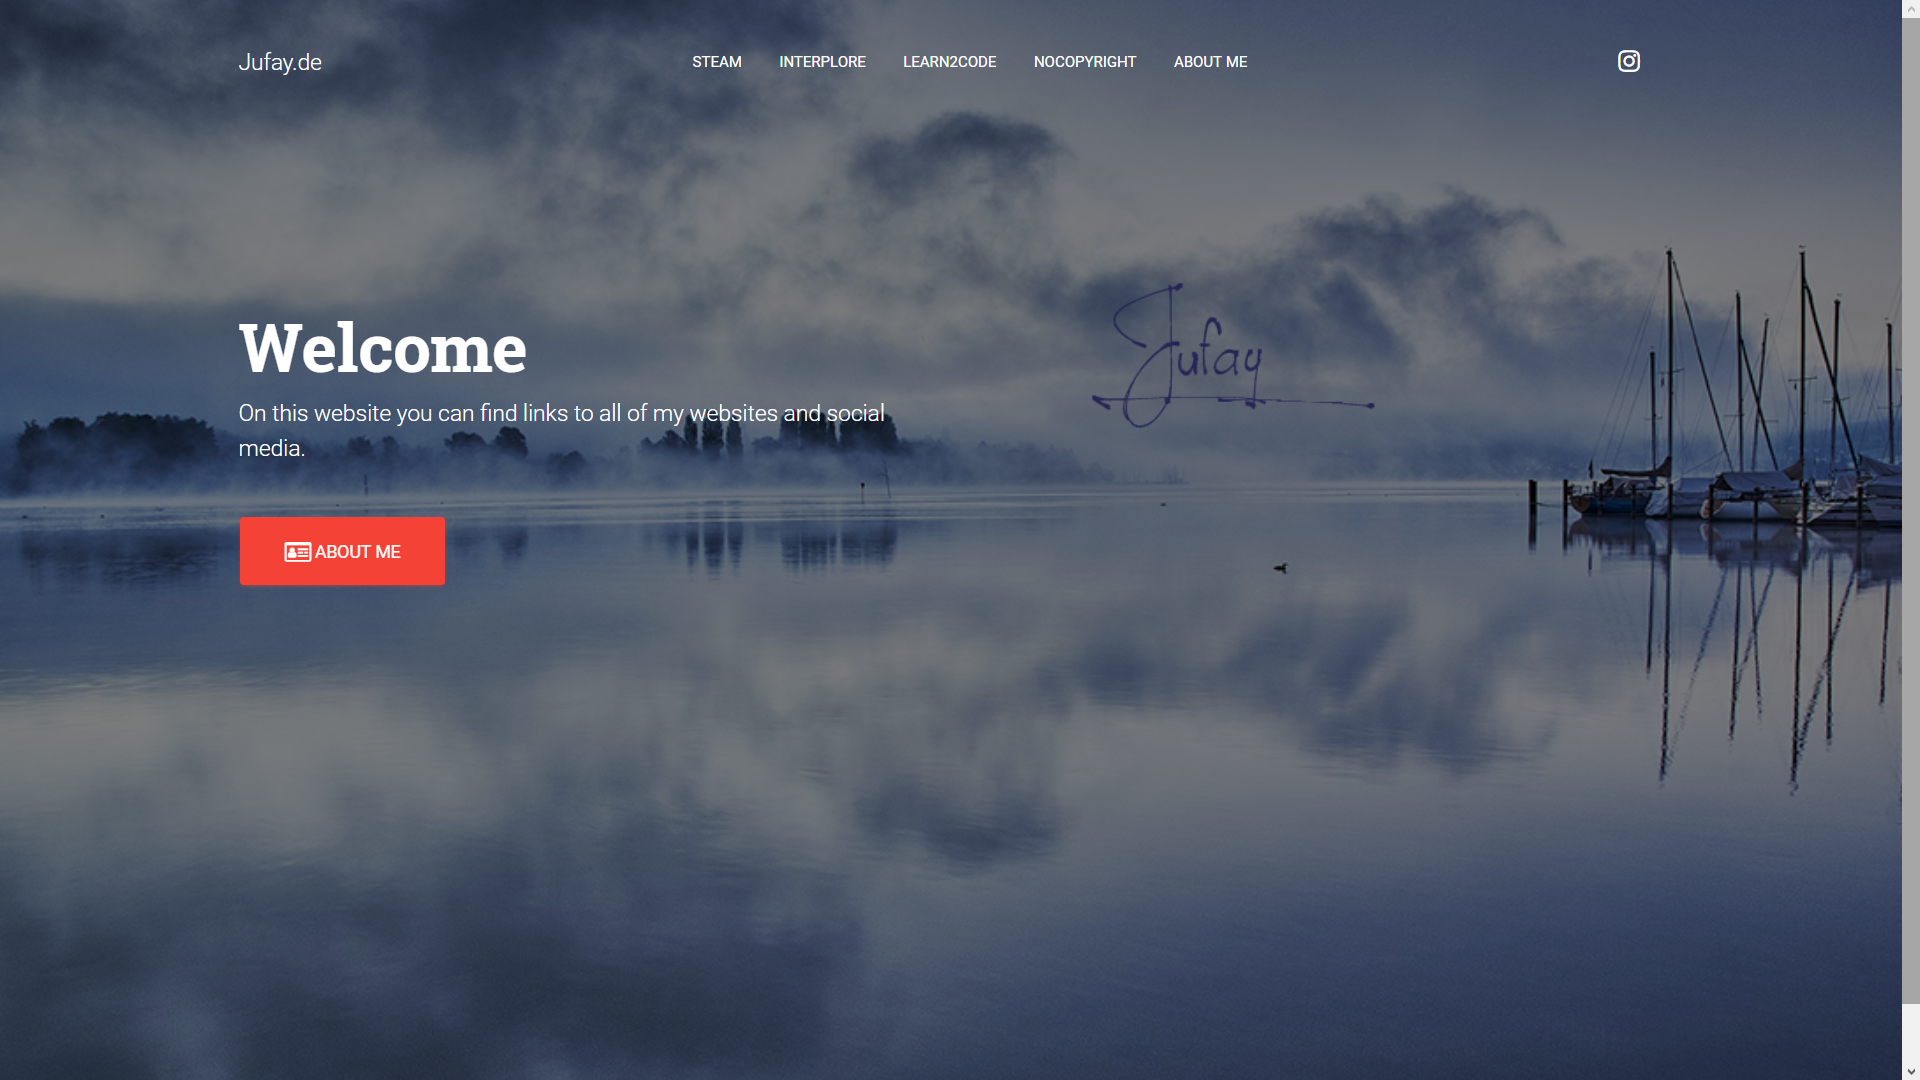 Jufay.de
STEAM
INTERPLORE
LEARN2CODE
NOCOPYRIGHT
ABOUT ME
Jufay
Welcome
On this website you can find links to all of my websites and social
media.
ABOUT ME